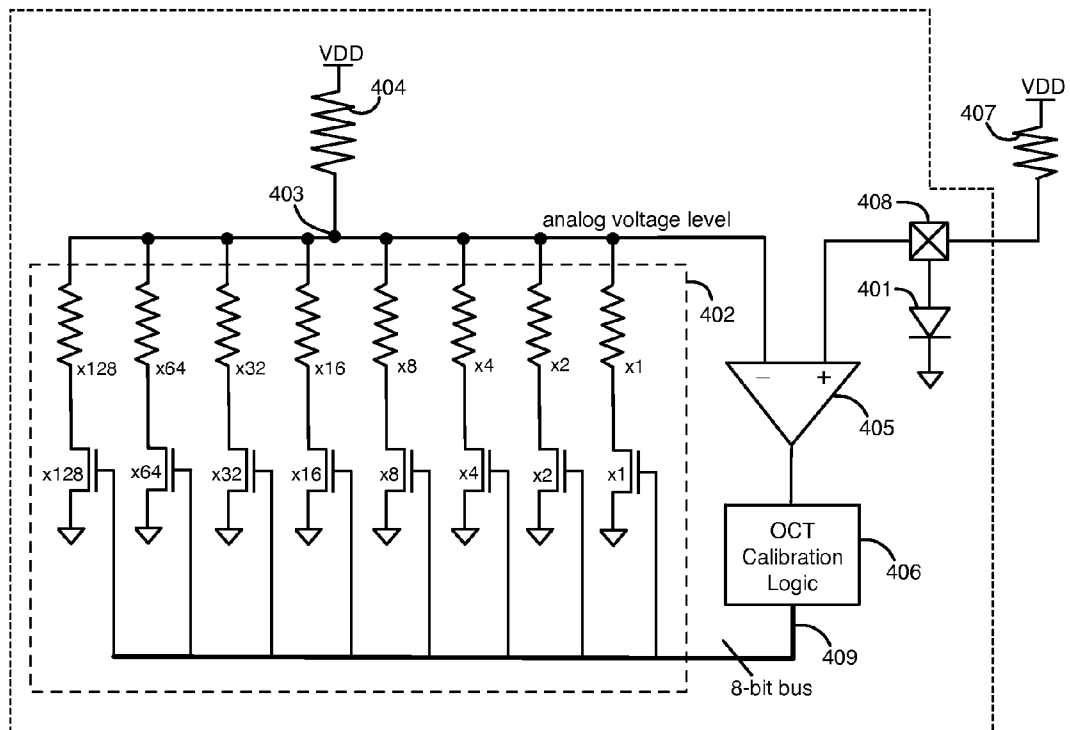 VDD
404
VDD
407
403
analog voltage level
408
401
402
x128
x64
x32
x16
x8
x4
x2
x1
− +
405
x128
x64
x32
x16
x8
x4
x2
x1
OCT
Calibration
Logic
406
409
8-bit bus